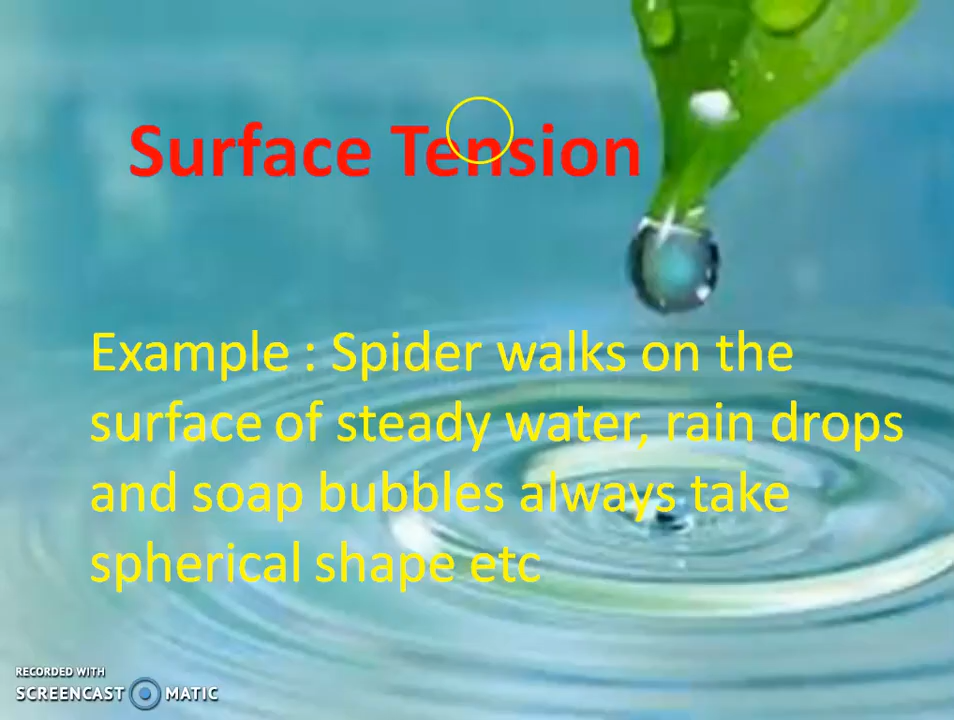 Surface Tension
Example : Spider walks on the
surface of steady water, rain drops
and soap bubbles always take
spherical shape etc
RECORDED WITH
SCREENCAST MATIC